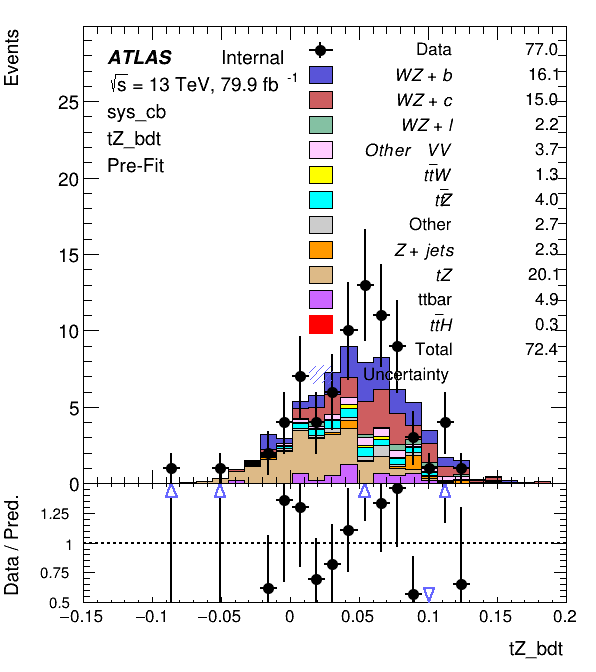 Events
ATLAS Internal
√s = 13 TeV, 79.9 fb -1
sys_cb
tZ_bdt
Pre-Fit
Data 77.0
WZ + b 16.1
WZ + c 15.0
WZ + l 2.2
Other VV 3.7
tt̅W 1.3
tt̅Z 4.0
Other 2.7
Z + jets 2.3
tZ 20.1
ttbar 4.9
tt̅H 0.3
Total 72.4
Uncertainty
25
20
15
10
5
0
Data / Pred.
1.25
1
0.75
0.5
−0.15 −0.1 −0.05 0 0.05 0.1 0.15 0.2
tZ_bdt